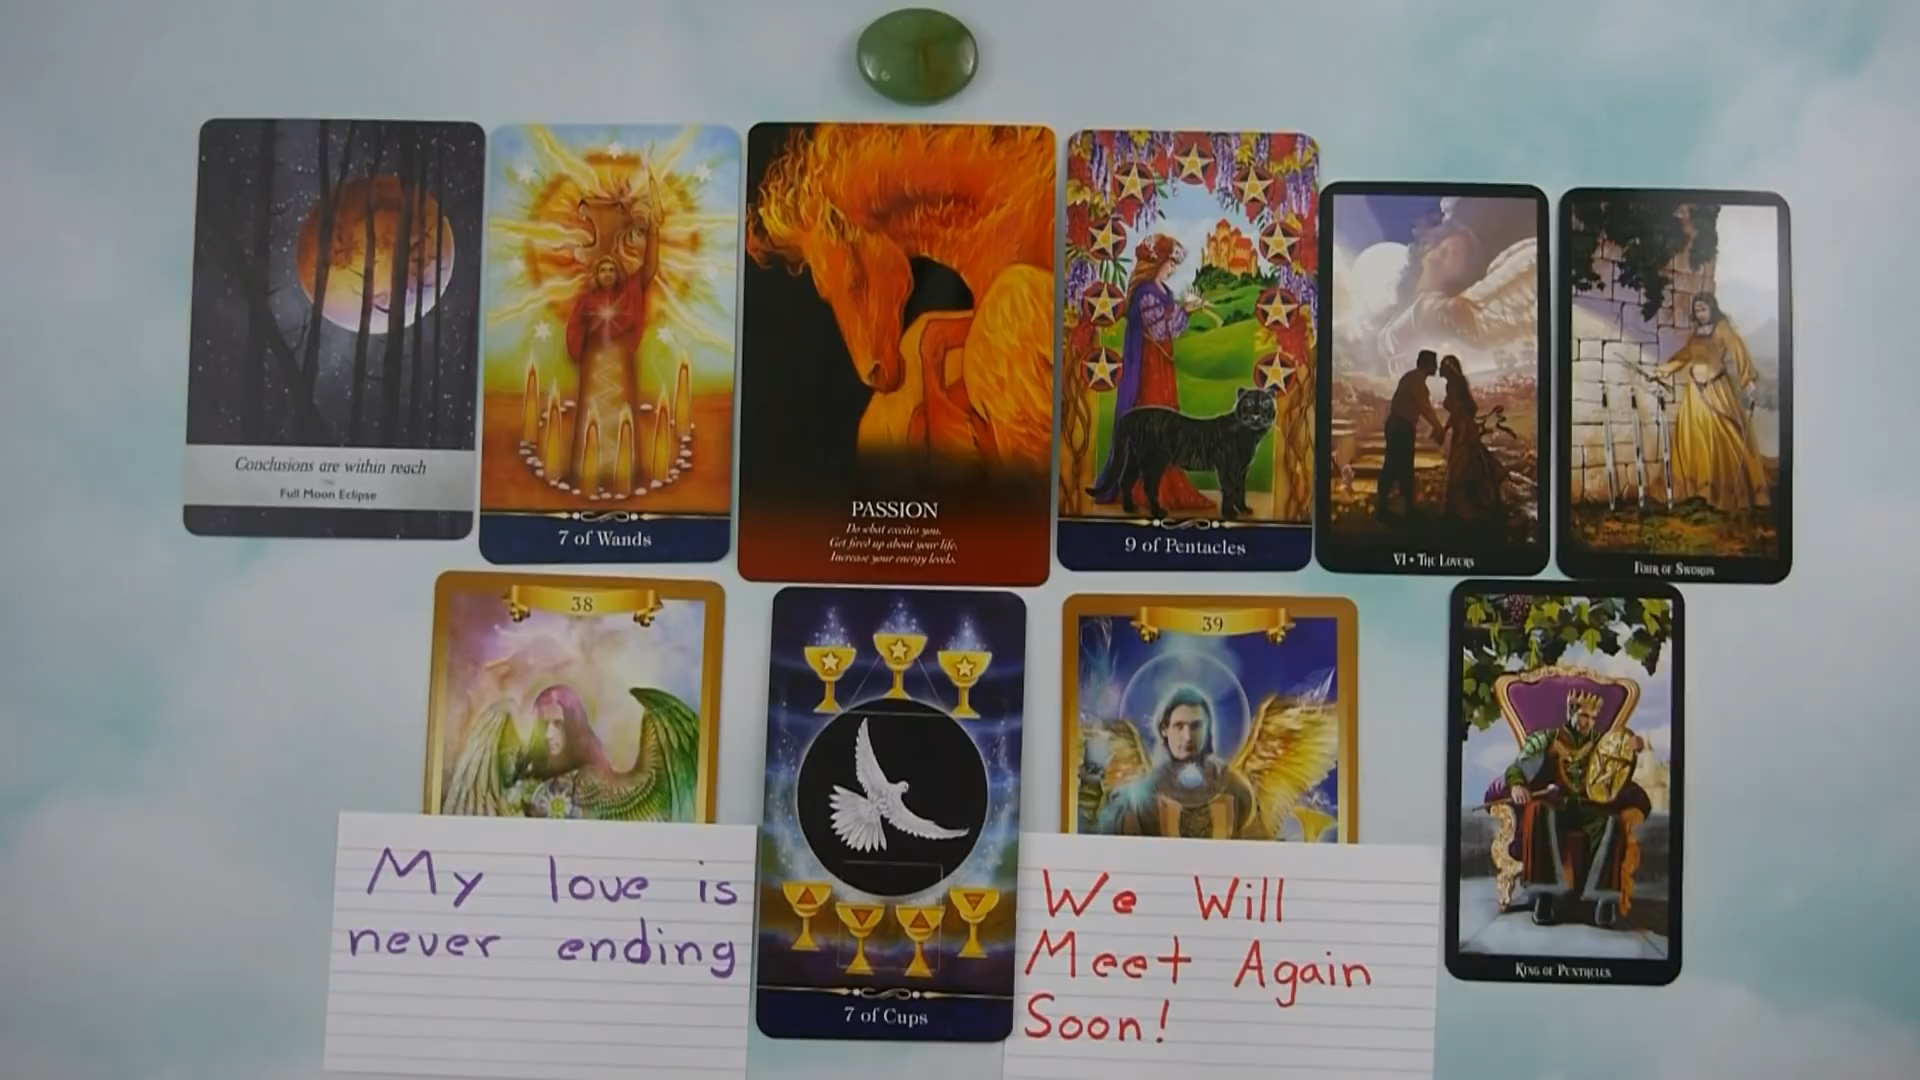 Conclusions are within reach
Full Moon Eclipse
7 of Wands
PASSION
Do what excites you.
Get fired up about your life.
Increase your energy levels.
9 of Pentacles
VI • The Lovers
Four of Swords
38
7 of Cups
39
King of Pentacles
My love is
never ending
We Will
Meet Again
Soon!